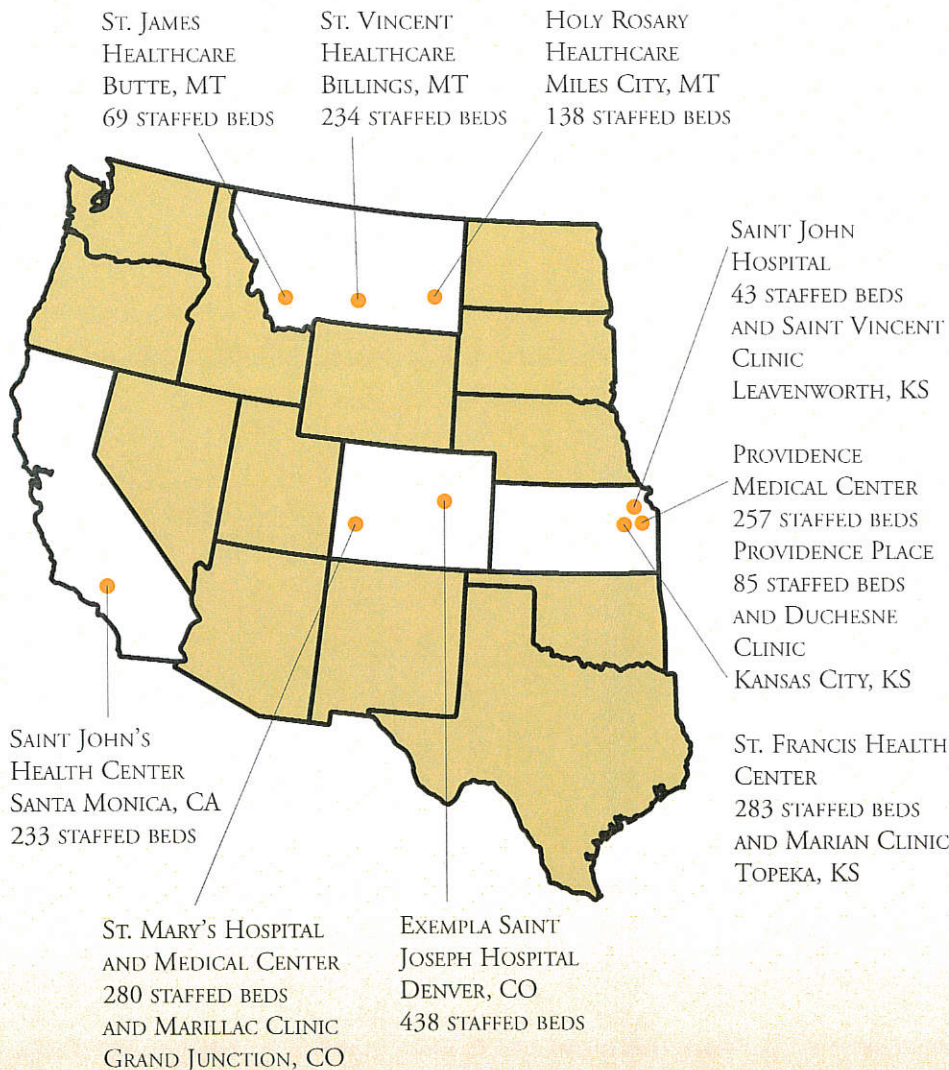 St. James
Healthcare
Butte, MT
69 staffed beds
St. Vincent
Healthcare
Billings, MT
234 staffed beds
Holy Rosary
Healthcare
Miles City, MT
138 staffed beds
Saint John
Hospital
43 staffed beds
and Saint Vincent
Clinic
Leavenworth, KS
Providence
Medical Center
257 staffed beds
Providence Place
85 staffed beds
and Duchesne
Clinic
Kansas City, KS
St. Francis Health
Center
283 staffed beds
and Marian Clinic
Topeka, KS
Saint John's
Health Center
Santa Monica, CA
233 staffed beds
St. Mary's Hospital
and Medical Center
280 staffed beds
and Marillac Clinic
Grand Junction, CO
Exempla Saint
Joseph Hospital
Denver, CO
438 staffed beds